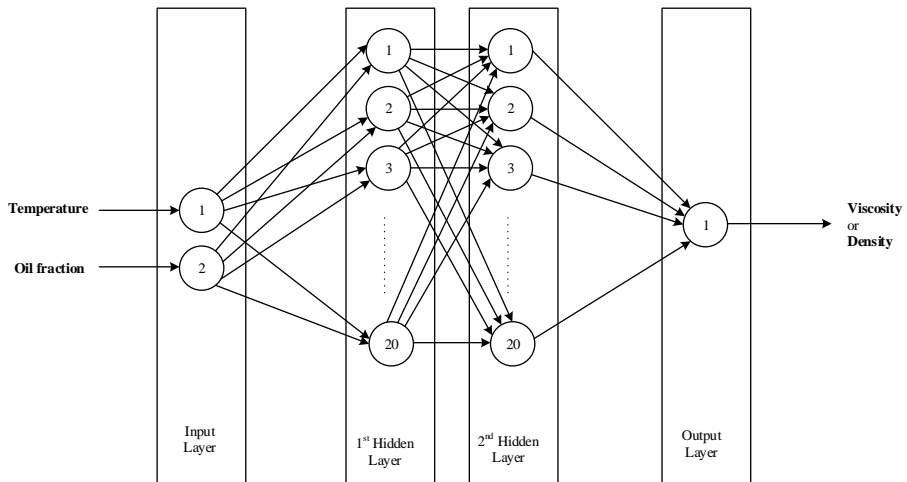 Temperature
Oil fraction
1
2
1
2
3
20
1
2
3
20
1
Viscosity
or
Density
Input
Layer
1st Hidden
Layer
2nd Hidden
Layer
Output
Layer